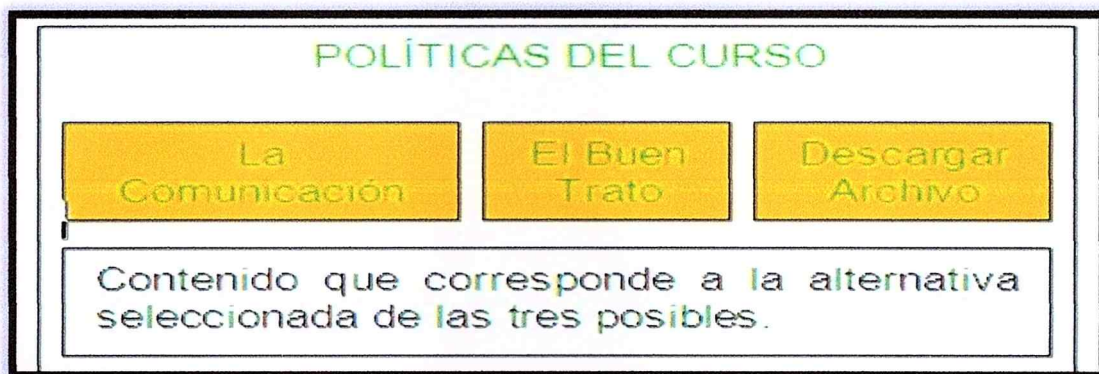 POLÍTICAS DEL CURSO
La
Comunicación
El Buen
Trato
Descargar
Archivo
Contenido que corresponde a la alternativa
seleccionada de las tres posibles.